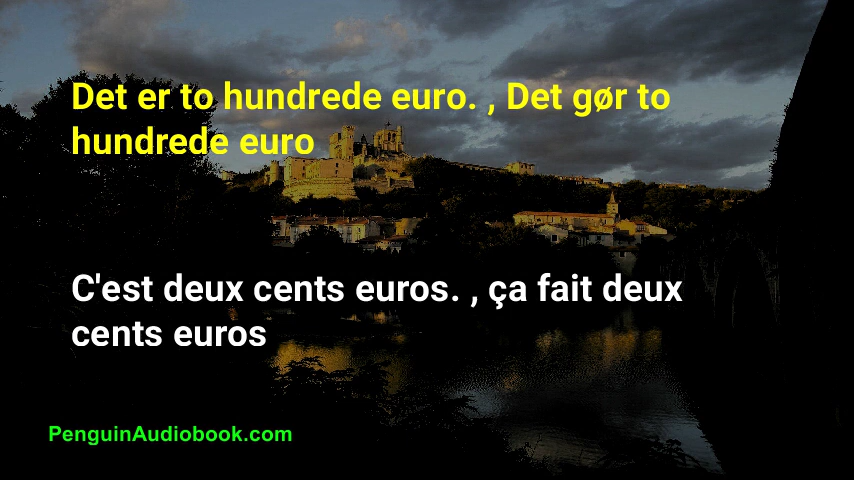 Det er to hundrede euro. , Det gør to
hundrede euro
C'est deux cents euros. , ça fait deux
cents euros
PenguinAudiobook.com